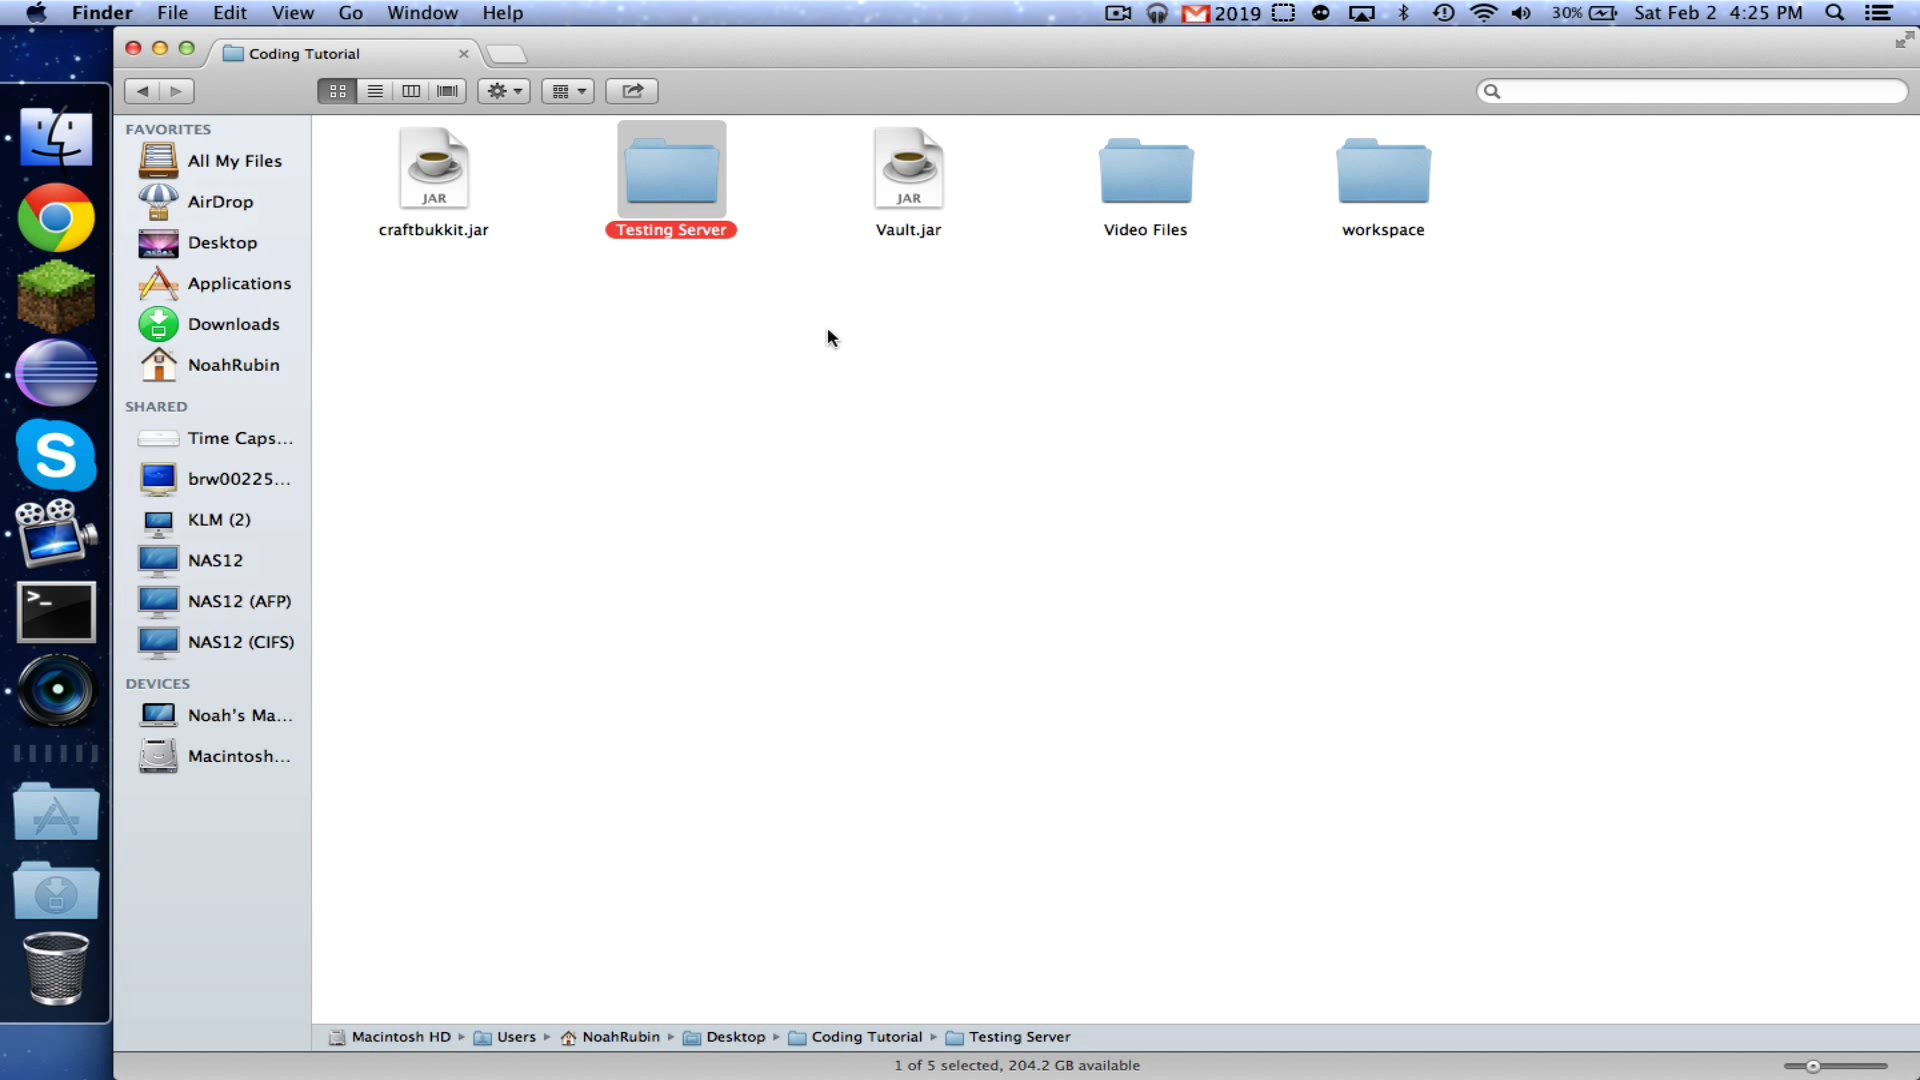 Finder File Edit View Go Window Help
2019 30% Sat Feb 2 4:25 PM
Coding Tutorial
FAVORITES
All My Files
AirDrop
Desktop
Applications
Downloads
NoahRubin
SHARED
Time Caps...
brw00225...
KLM (2)
NAS12
NAS12 (AFP)
NAS12 (CIFS)
DEVICES
Noah's Ma...
Macintosh...
JAR JAR
craftbukkit.jar Testing Server Vault.jar Video Files workspace
Macintosh HD Users NoahRubin Desktop Coding Tutorial Testing Server
1 of 5 selected, 204.2 GB available